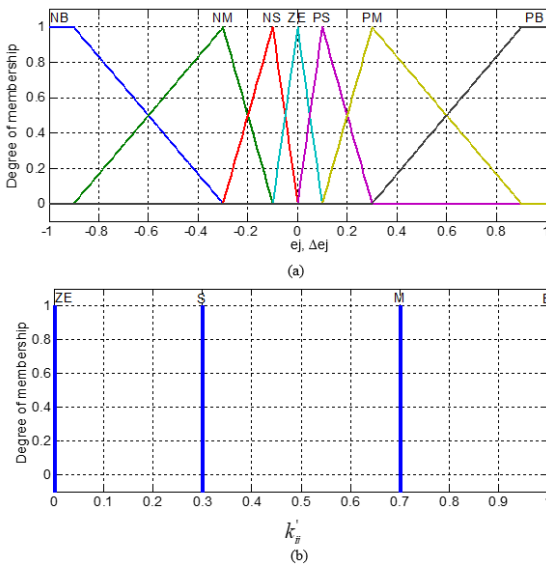 NB NM NS ZE PS PM PB
Degree of membership
1
0.8
0.6
0.4
0.2
0
-1 -0.8 -0.6 -0.4 -0.2 0 0.2 0.4 0.6 0.8 1
ej, Δej
(a)
ZE S M
Degree of membership
1
0.8
0.6
0.4
0.2
0
0 0.1 0.2 0.3 0.4 0.5 0.6 0.7 0.8 0.9 1
(b)